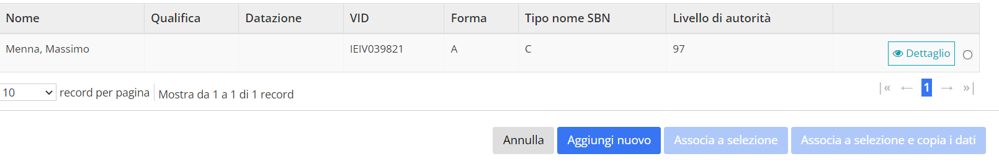 Nome Qualifica Datazione VID Forma Tipo nome SBN Livello di autorità
Menna, Massimo IEIV039821 A C 97 Dettaglio
10 record per pagina Mostra da 1 a 1 di 1 record |« ← 1 → »|
Annulla Aggiungi nuovo Associa a selezione Associa a selezione e copia i dati